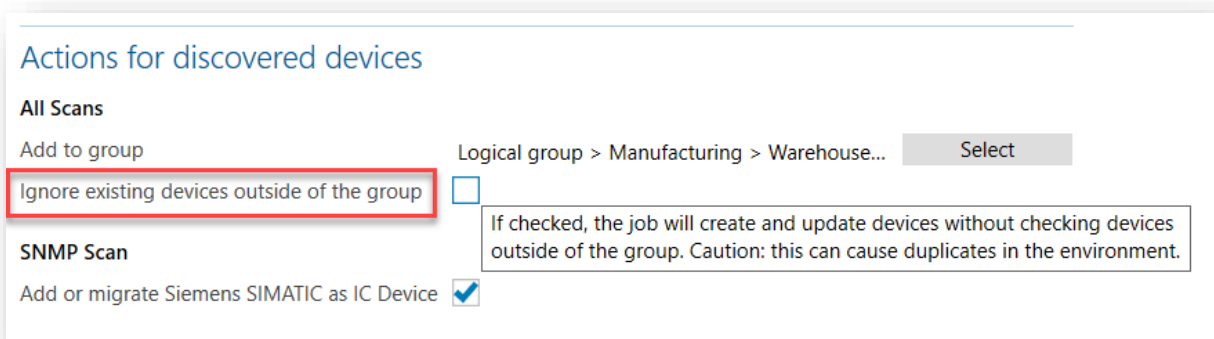 Actions for discovered devices
All Scans
Add to group
Logical group > Manufacturing > Warehouse...
Select
Ignore existing devices outside of the group
If checked, the job will create and update devices without checking devices
outside of the group. Caution: this can cause duplicates in the environment.
SNMP Scan
Add or migrate Siemens SIMATIC as IC Device